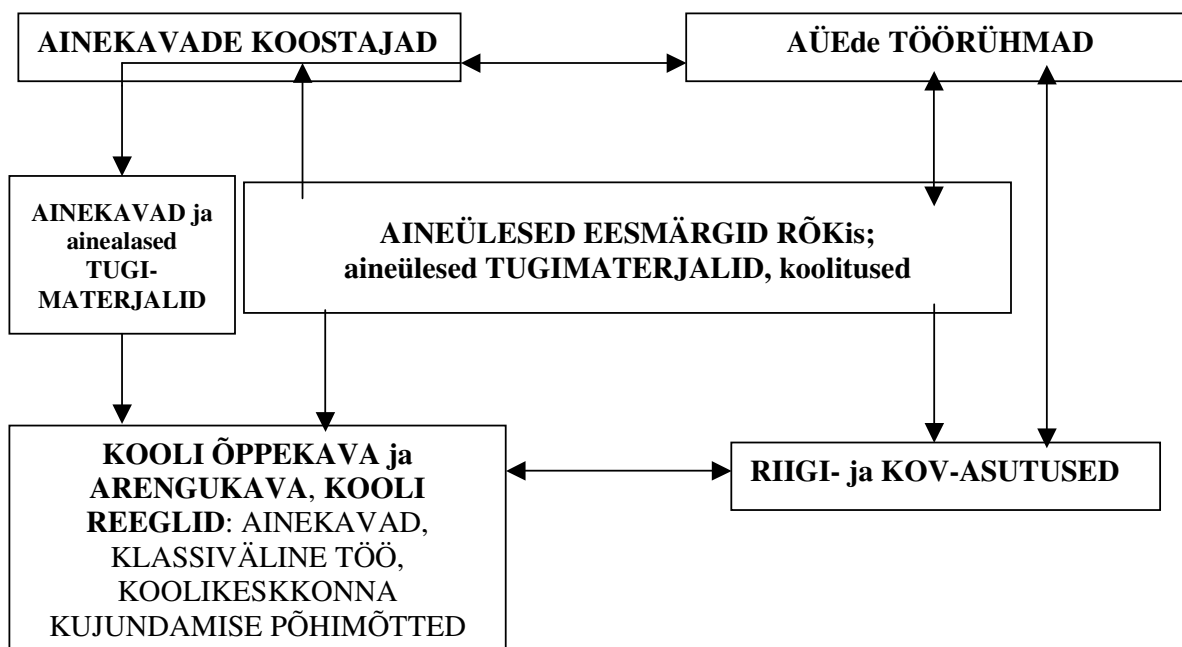 AINEKAVADE KOOSTAJAD
AÜEde TÖÖRÜHMAD
AINEKAVAD ja
ainealased
TUGI-
MATERJALID
AINEÜLESED EESMÄRGID RÕKis;
aineülesed TUGIMATERJALID, koolitused
KOOLI ÕPPEKAVA ja
ARENGUKAVA, KOOLI
REEGLID: AINEKAVAD,
KLASSIVÄLINE TÖÖ,
KOOLIKESKKONNA
KUJUNDAMISE PÕHIMÕTTED
RIIGI- ja KOV-ASUTUSED